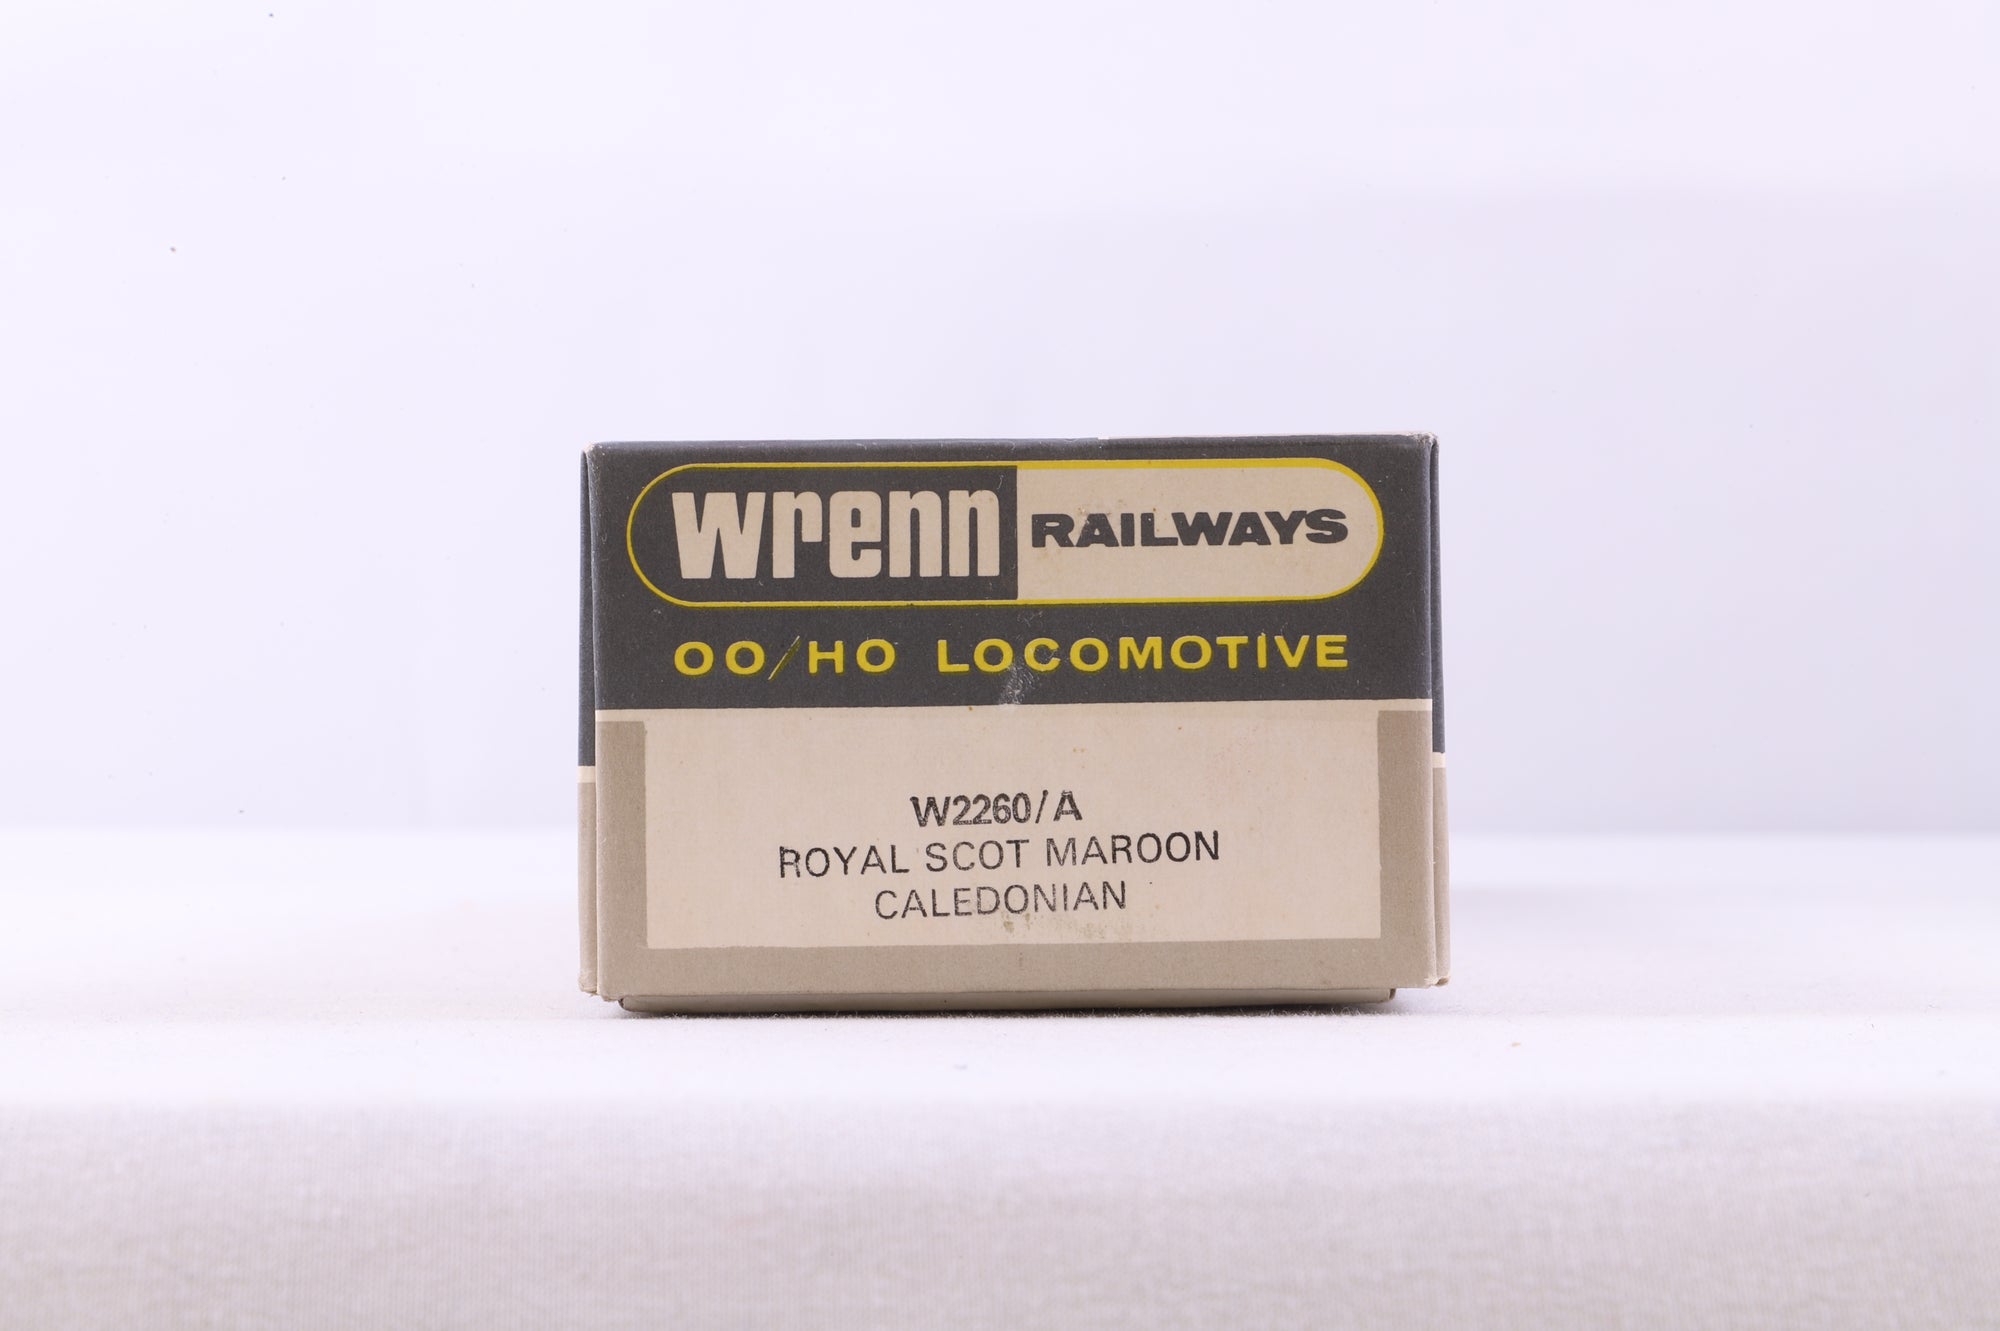 wrenn RAILWAYS
OO/HO LOCOMOTIVE
W2260/A
ROYAL SCOT MAROON
CALEDONIAN